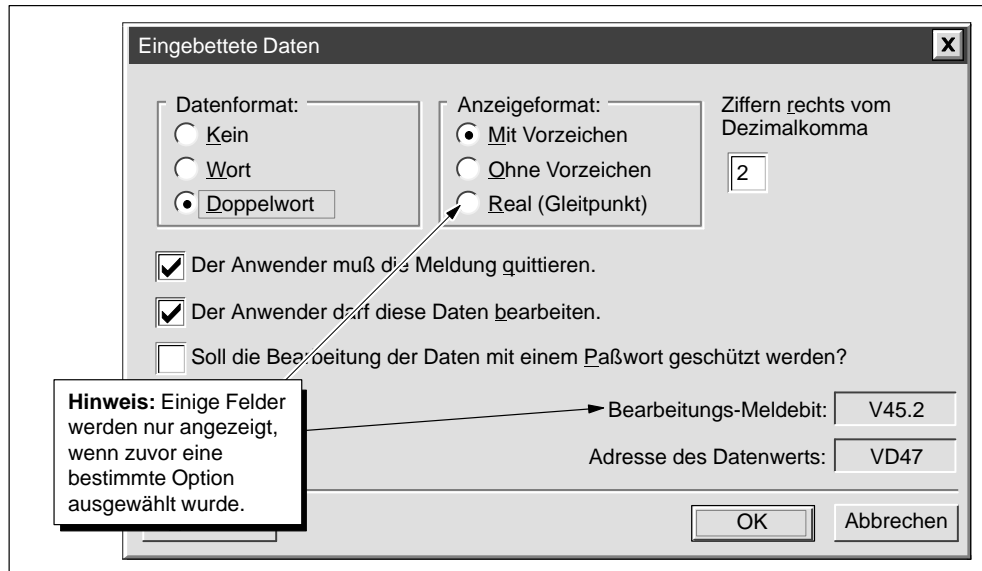 Eingebettete Daten
X
Datenformat:
Kein
Wort
Doppelwort
Anzeigeformat:
Mit Vorzeichen
Ohne Vorzeichen
Real (Gleitpunkt)
Ziffern rechts vom
Dezimalkomma
2
Der Anwender muß die Meldung quittieren.
Der Anwender darf diese Daten bearbeiten.
Soll die Bearbeitung der Daten mit einem Paßwort geschützt werden?
Hinweis: Einige Felder
werden nur angezeigt,
wenn zuvor eine
bestimmte Option
ausgewählt wurde.
Bearbeitungs-Meldebit: V45.2
Adresse des Datenwerts: VD47
OK
Abbrechen